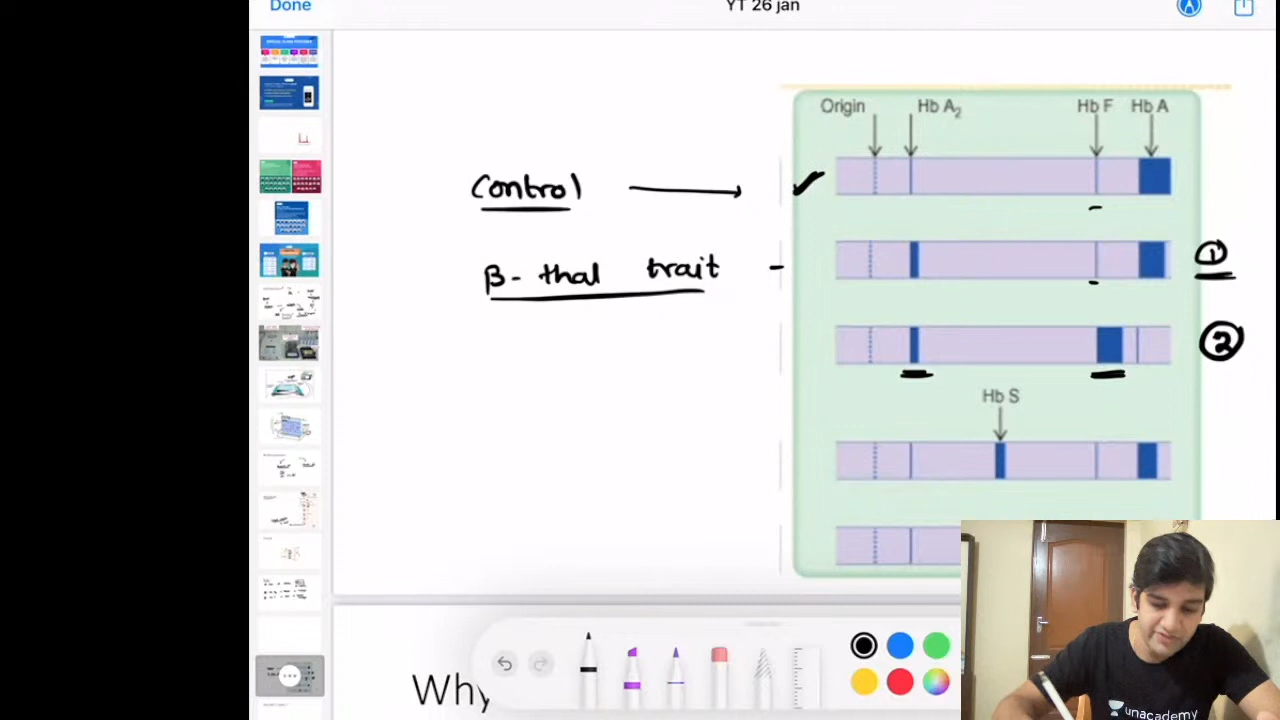 Done
YT 26 jan
Origin
Hb A2
Hb F
Hb A
Control
β- thal trait
①
②
Hb S
Why
unacademy